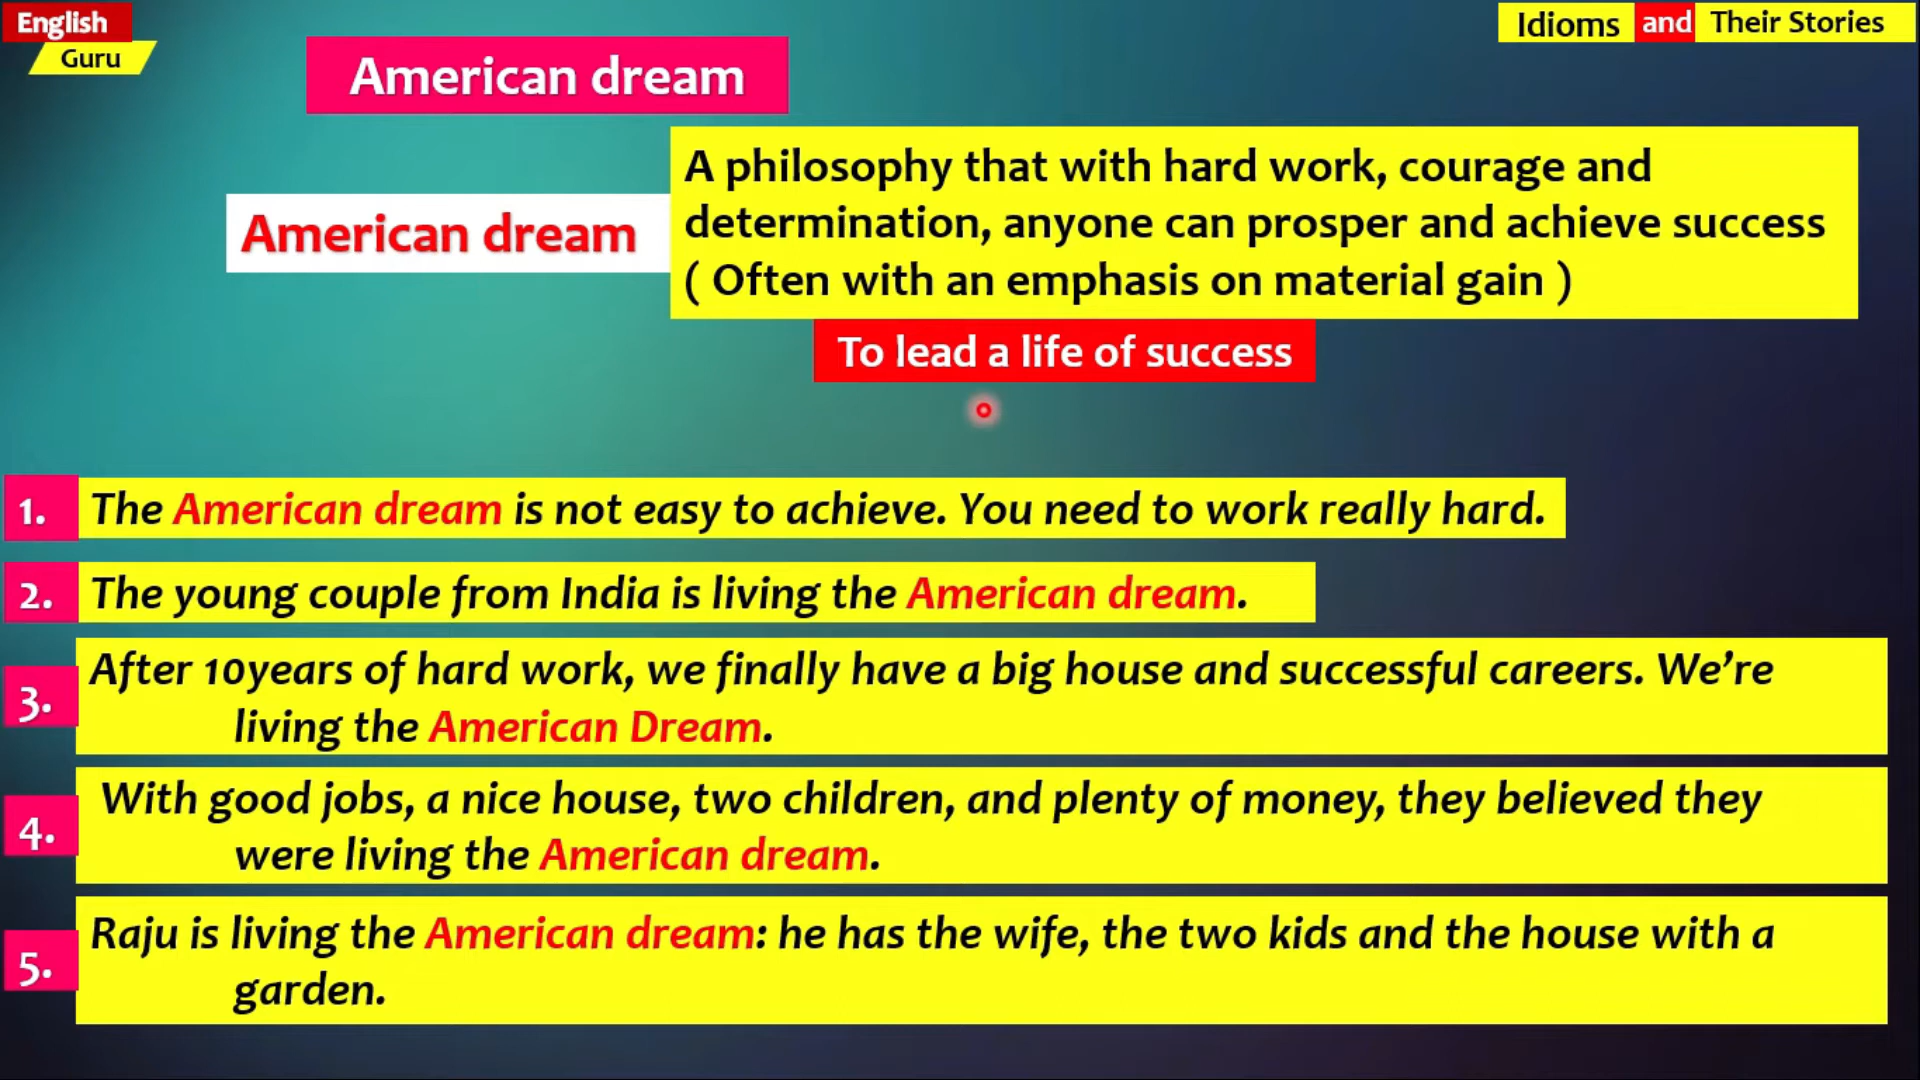 English
Guru
Idioms and Their Stories
American dream
American dream
A philosophy that with hard work, courage and
determination, anyone can prosper and achieve success
( Often with an emphasis on material gain )
To lead a life of success
1. The American dream is not easy to achieve. You need to work really hard.
2. The young couple from India is living the American dream.
3. After 10years of hard work, we finally have a big house and successful careers. We’re
living the American Dream.
4. With good jobs, a nice house, two children, and plenty of money, they believed they
were living the American dream.
5. Raju is living the American dream: he has the wife, the two kids and the house with a
garden.